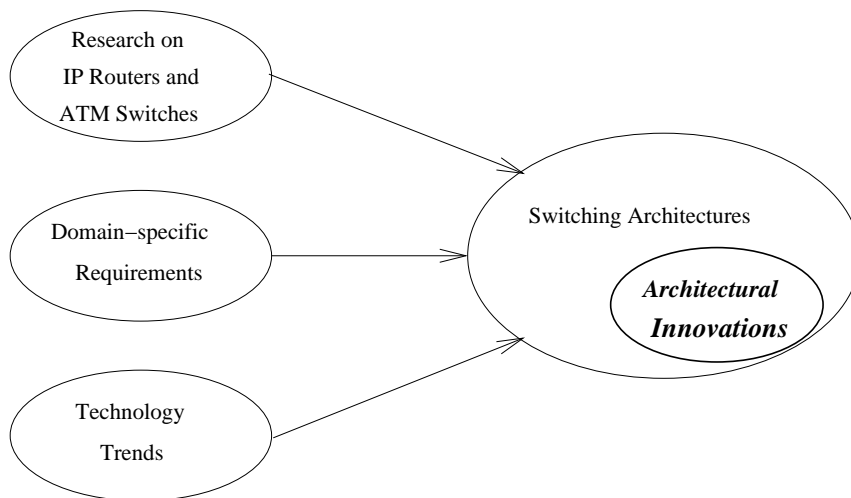 Research on
IP Routers and
ATM Switches
Domain−specific
Requirements
Technology
Trends
Switching Architectures
Architectural
Innovations